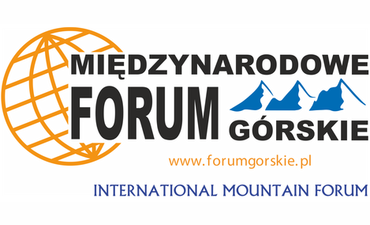 MIĘDZYNARODOWE
FORUM GÓRSKIE
www.forumgorskie.pl
INTERNATIONAL MOUNTAIN FORUM